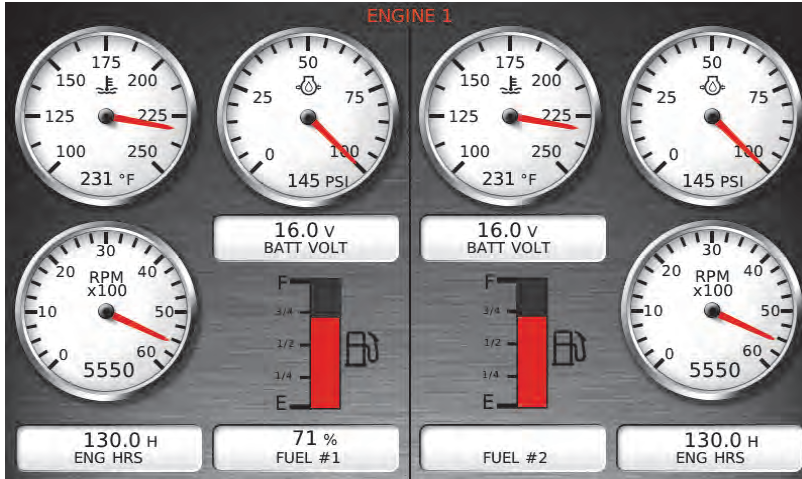 ENGINE 1
175
150
200
125
225
100
250
231 °F
50
25
75
0
100
145 PSI
175
150
200
125
225
100
250
231 °F
50
25
75
0
100
145 PSI
16.0 V
BATT VOLT
16.0 V
BATT VOLT
30
20
40
RPM
x100
10
50
0
60
5550
F
3/4
1/2
1/4
E
F
3/4
1/2
1/4
E
30
20
40
RPM
x100
10
50
0
60
5550
130.0 H
ENG HRS
71 %
FUEL #1
FUEL #2
130.0 H
ENG HRS